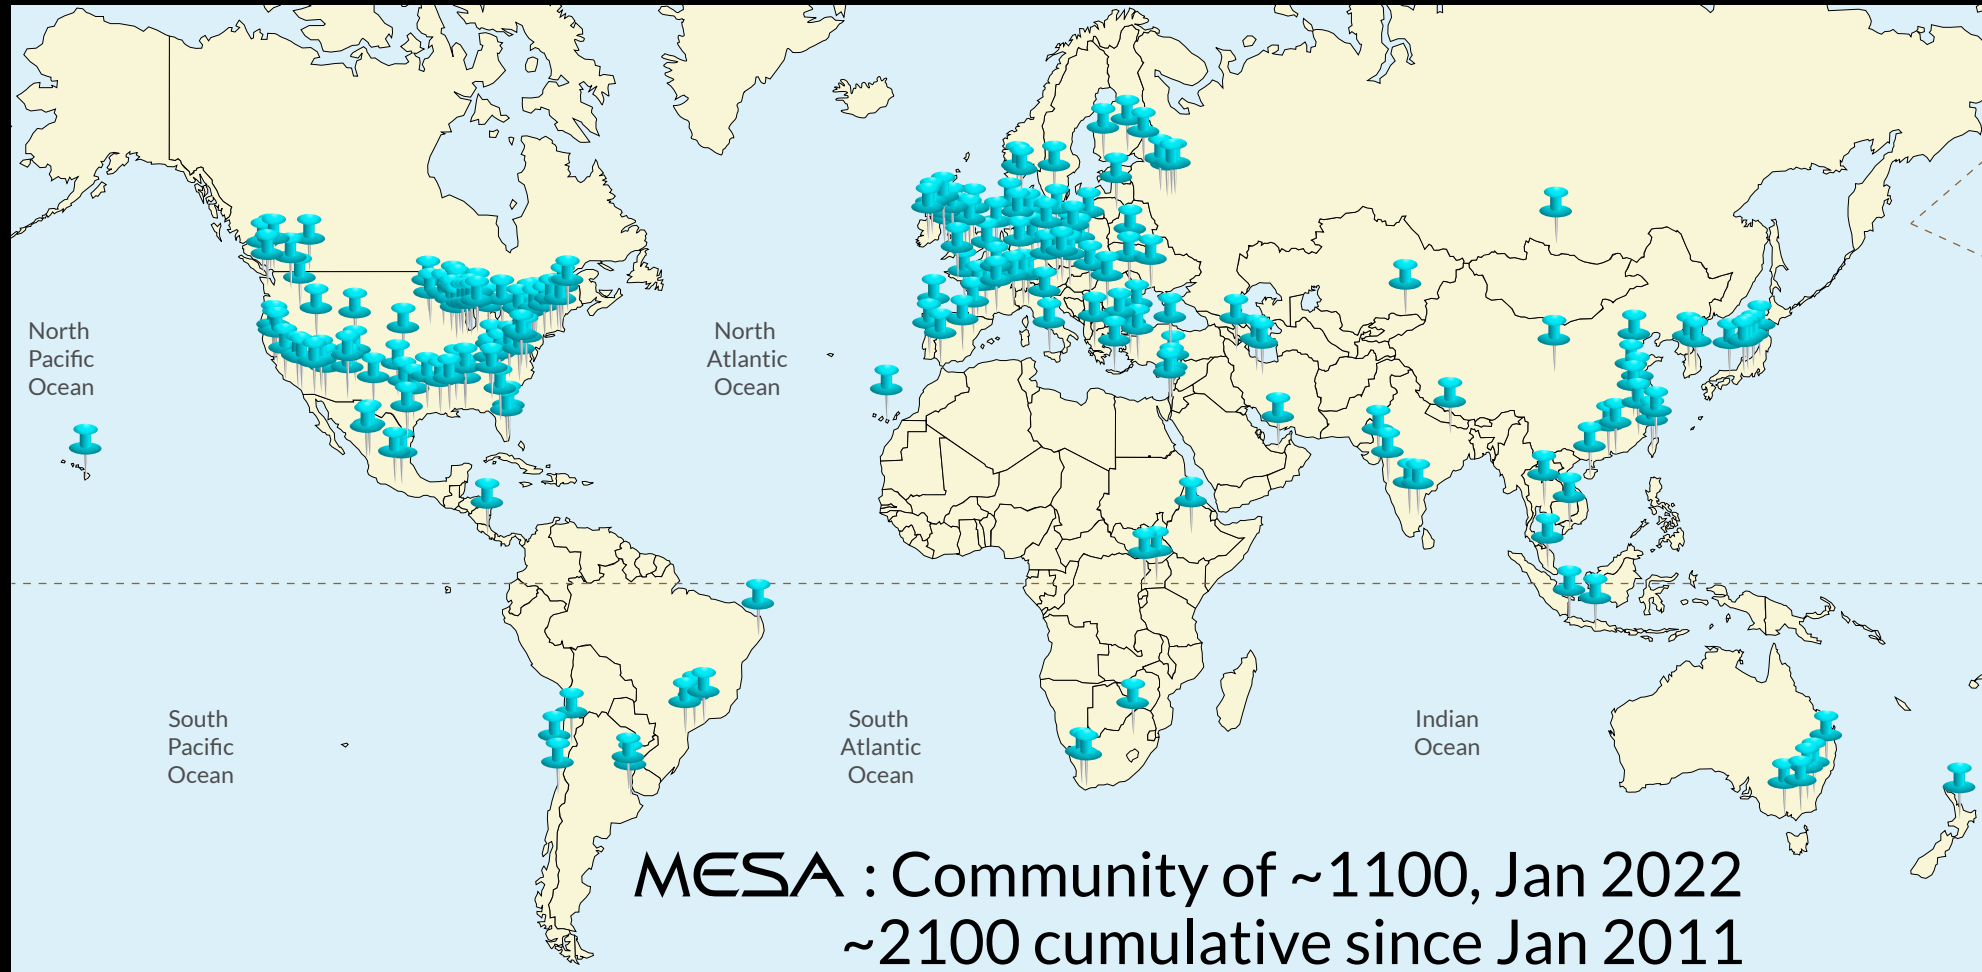 North
Pacific
Ocean
North
Atlantic
Ocean
South
Pacific
Ocean
South
Atlantic
Ocean
Indian
Ocean
MESA : Community of ~1100, Jan 2022
~2100 cumulative since Jan 2011